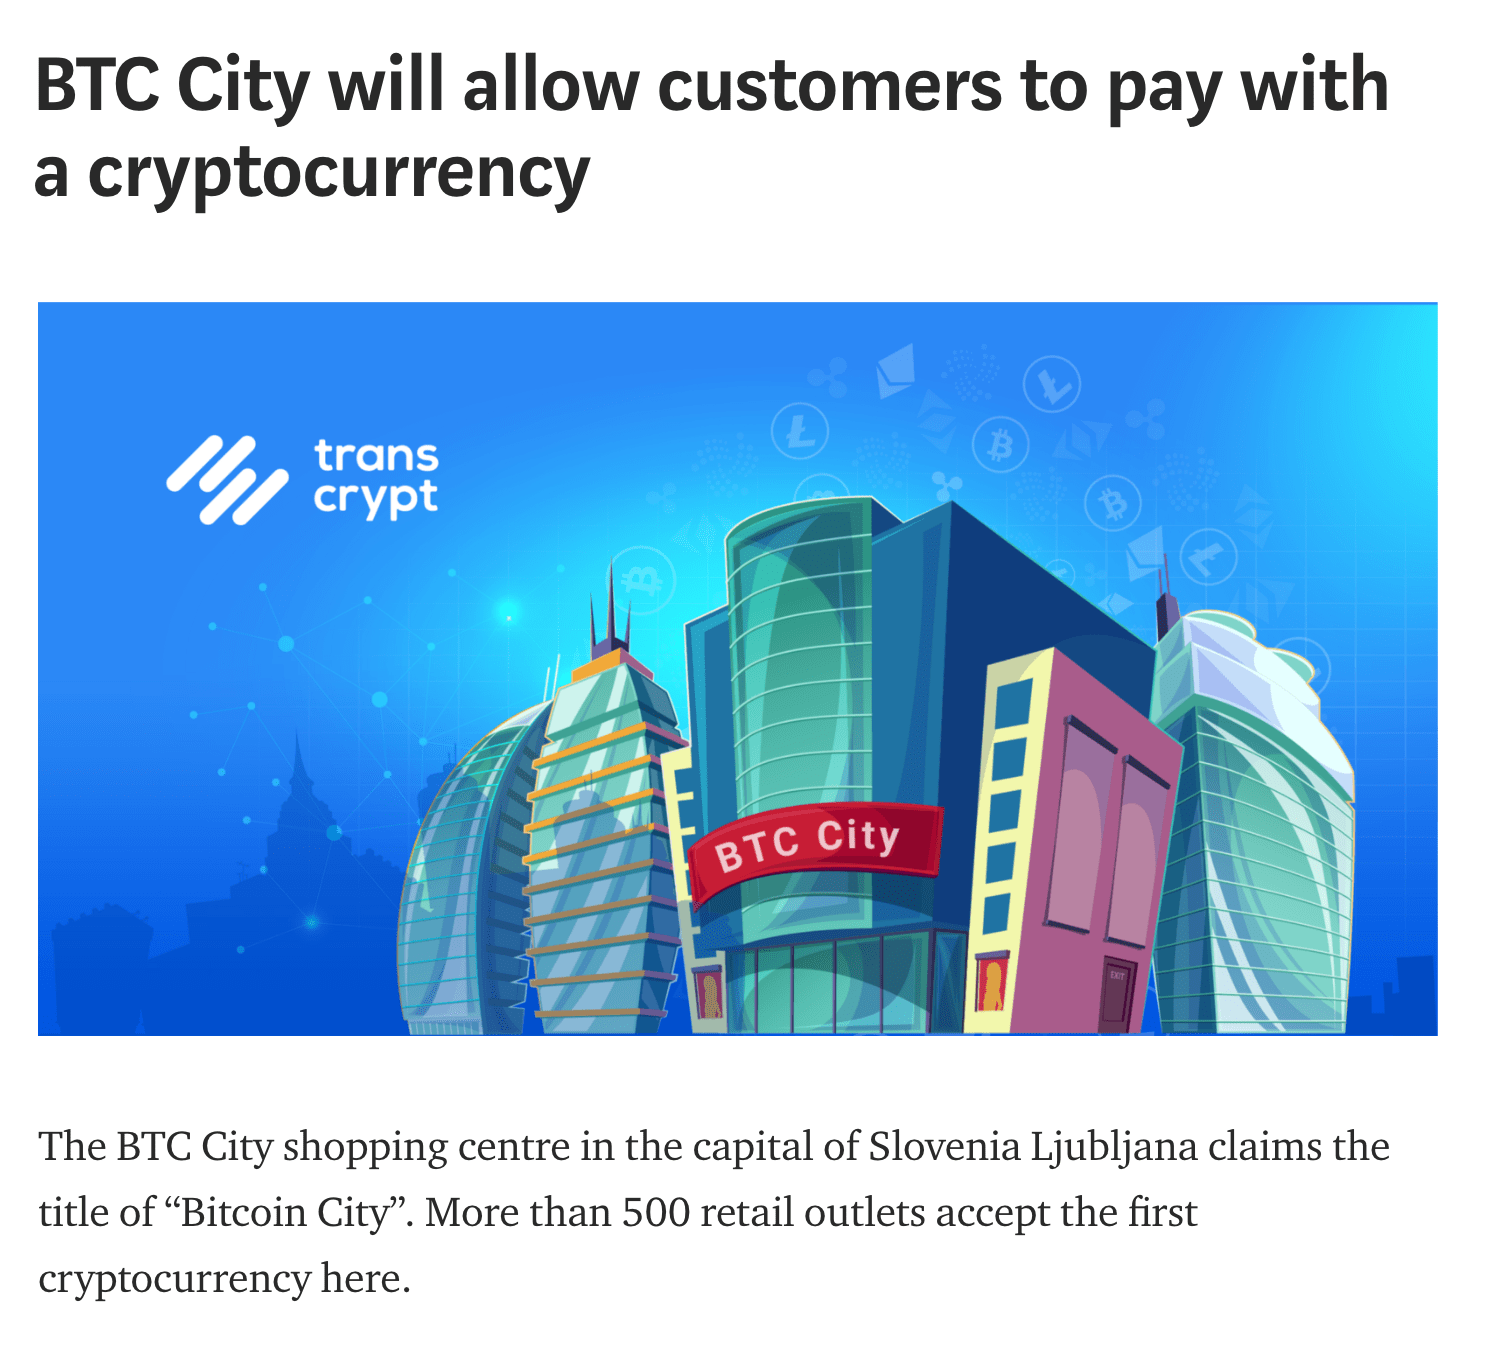 BTC City will allow customers to pay with
a cryptocurrency
trans
crypt
BTC City
EXIT
The BTC City shopping centre in the capital of Slovenia Ljubljana claims the
title of “Bitcoin City”. More than 500 retail outlets accept the first
cryptocurrency here.